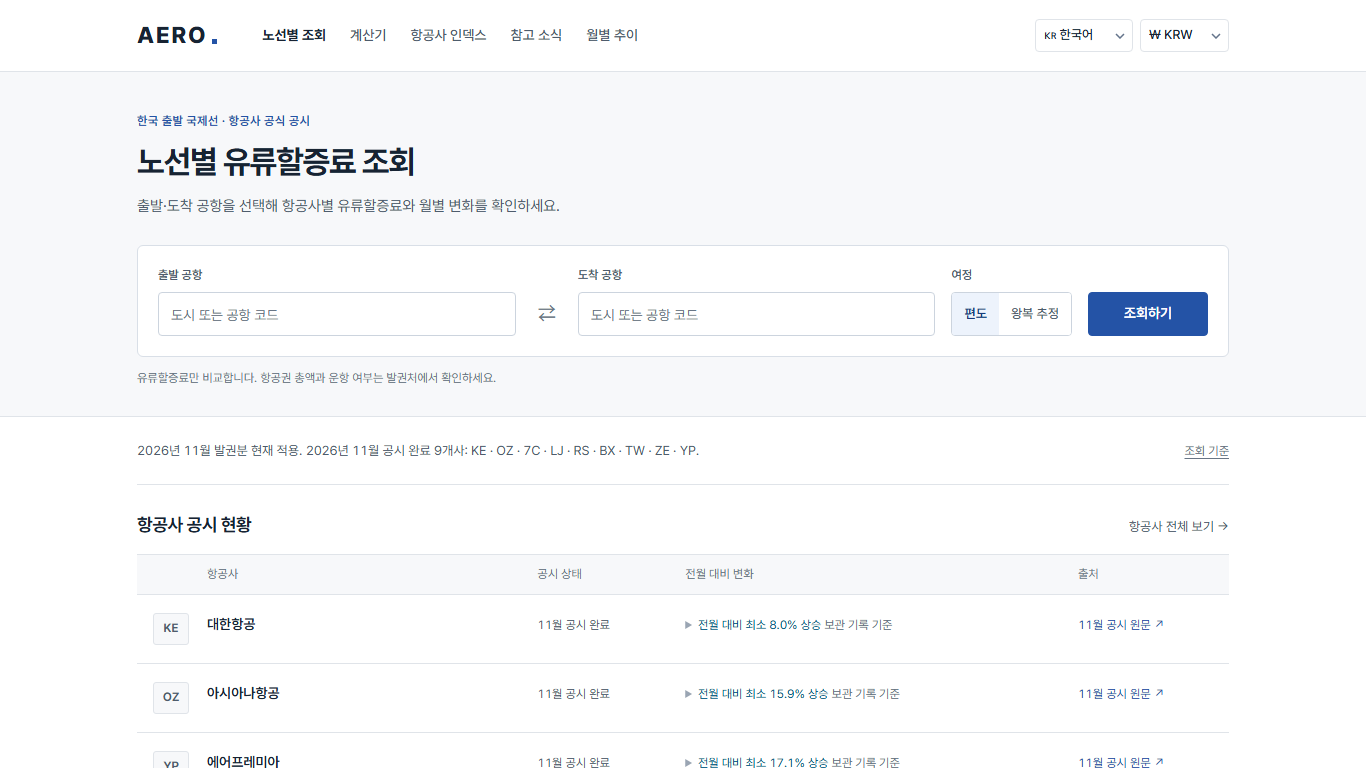 AERO.
노선별 조회
계산기
항공사 인덱스
참고 소식
월별 추이
KR 한국어
₩ KRW
한국 출발 국제선 · 항공사 공식 공시
노선별 유류할증료 조회
출발·도착 공항을 선택해 항공사별 유류할증료와 월별 변화를 확인하세요.
출발 공항
도시 또는 공항 코드
⇄
도착 공항
도시 또는 공항 코드
여정
편도
왕복 추정
조회하기
유류할증료만 비교합니다. 항공권 총액과 운항 여부는 발권처에서 확인하세요.
2026년 11월 발권분 현재 적용. 2026년 11월 공시 완료 9개사: KE · OZ · 7C · LJ · RS · BX · TW · ZE · YP.
조회 기준
항공사 공시 현황
항공사 전체 보기 →
항공사 공시 상태 전월 대비 변화 출처
KE 대한항공 11월 공시 완료 ▶ 전월 대비 최소 8.0% 상승 보관 기록 기준 11월 공시 원문 ↗
OZ 아시아나항공 11월 공시 완료 ▶ 전월 대비 최소 15.9% 상승 보관 기록 기준 11월 공시 원문 ↗
YP 에어프레미아 11월 공시 완료 ▶ 전월 대비 최소 17.1% 상승 보관 기록 기준 11월 공시 원문 ↗